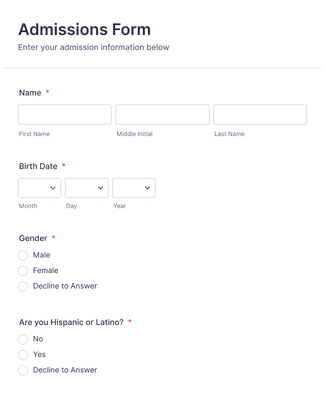 Admissions Form
Enter your admission information below
Name *
First Name Middle Initial Last Name
Birth Date *
Month Day Year
Gender *
Male
Female
Decline to Answer
Are you Hispanic or Latino? *
No
Yes
Decline to Answer